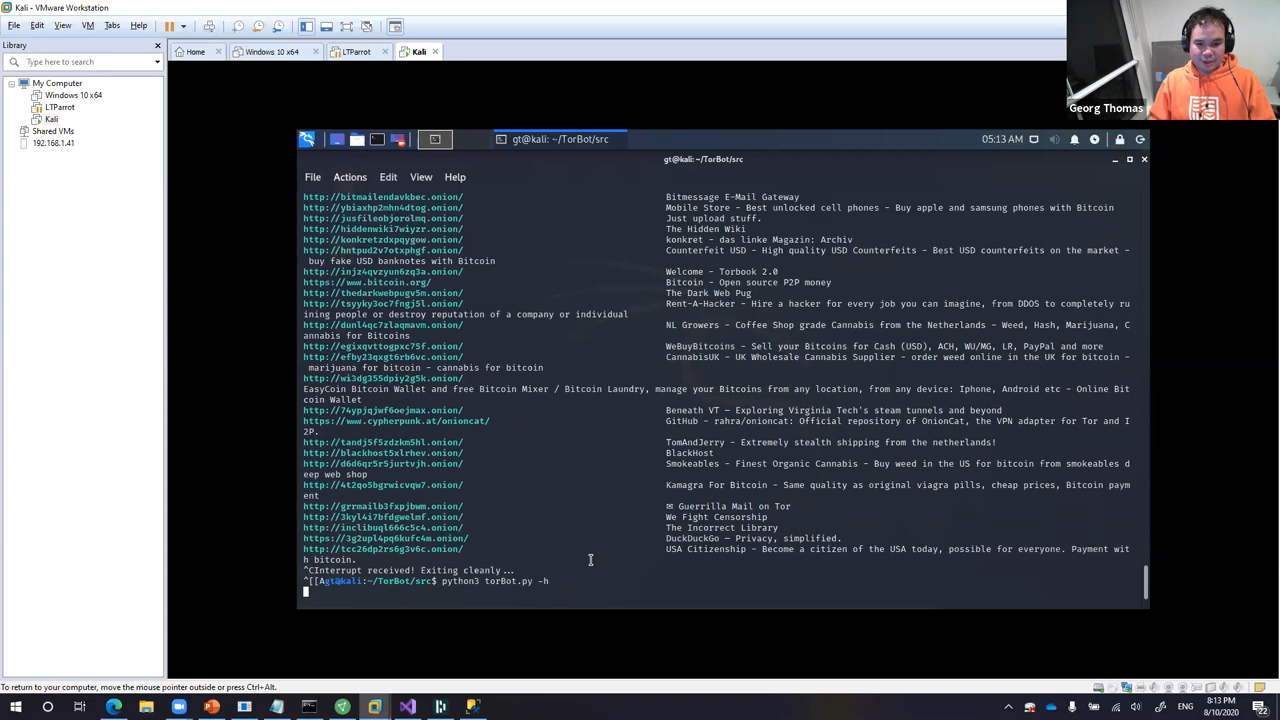 Kali - VMware Workstation
File Edit View VM Tabs Help
Library
Type here to search
My Computer
Windows 10 x64
LTParrot
Kali
Shared VMs
192.168.1.41
Home
Windows 10 x64
LTParrot
Kali
Georg Thomas
gt@kali: ~/TorBot/src
05:13 AM
gt@kali: ~/TorBot/src
File Actions Edit View Help
http://bitmailendavkbec.onion/ Bitmessage E-Mail Gateway
http://ybiaxhp2mhn4dtog.onion/ Mobile Store - Best unlocked cell phones - Buy apple and samsung phones with Bitcoin
http://jusfileobjorolmq.onion/ Just upload stuff.
http://hiddenwiki7wiyzr.onion/ The Hidden Wiki
http://konkretzdxpqygow.onion/ konkret - das linke Magazin: Archiv
http://hntpud2v7otxphgf.onion/ Counterfeit USD - High quality USD Counterfeits - Best USD counterfeits on the market -
buy fake USD banknotes with Bitcoin
http://injz4qvzyun6zq3a.onion/ Welcome - Torbook 2.0
https://www.bitcoin.org/ Bitcoin - Open source P2P money
http://thedarkwebpugv5m.onion/ The Dark Web Pug
http://tsyyky3oc7fngj5l.onion/ Rent-A-Hacker - Hire a hacker for every job you can imagine, from DDOS to completely ru
ining people or destroy reputation of a company or individual
http://dunl4qc7zlaqmavm.onion/ NL Growers - Coffee Shop grade Cannabis from the Netherlands - Weed, Hash, Marijuana, C
annabis for Bitcoins
http://egixqvttogpxc75f.onion/ WeBuyBitcoins - Sell your Bitcoins for Cash (USD), ACH, WU/MG, LR, PayPal and more
http://efby23qxgt6rb6vc.onion/ CannabisUK - UK Wholesale Cannabis Supplier - order weed online in the UK for bitcoin -
marijuana for bitcoin - cannabis for bitcoin
http://wi3dg355dpiy2g5k.onion/
EasyCoin Bitcoin Wallet and free Bitcoin Mixer / Bitcoin Laundry, manage your Bitcoins from any location, from any device: Iphone, Android etc - Online Bit
coin Wallet
http://74ypjqjwf6oejmax.onion/ Beneath VT — Exploring Virginia Tech's steam tunnels and beyond
https://www.cypherpunk.at/onioncat/ GitHub - rahra/onioncat: Official repository of OnionCat, the VPN adapter for Tor and I
2P.
http://tandj5f5zdzkm5hl.onion/ TomAndJerry - Extremely stealth shipping from the netherlands!
http://blackhost5xlrhev.onion/ BlackHost
http://d6d6qr5r5jurtvjh.onion/ Smokeables - Finest Organic Cannabis - Buy weed in the US for bitcoin from smokeables d
eep web shop
http://4t2qo5bgrwicvqw7.onion/ Kamagra For Bitcoin - Same quality as original viagra pills, cheap prices, Bitcoin paym
ent
http://grrmailb3fxpjbwm.onion/ ✉ Guerrilla Mail on Tor
http://3kyl4i7bfdgwelmf.onion/ We Fight Censorship
http://inclibuql666c5c4.onion/ The Incorrect Library
https://3g2upl4pq6kufc4m.onion/ DuckDuckGo — Privacy, simplified.
http://tcc26dp2rs6g3v6c.onion/ USA Citizenship - Become a citizen of the USA today, possible for everyone. Payment wit
h bitcoin.
^CInterrupt received! Exiting cleanly...
^[[Agt@kali:~/TorBot/src$ python3 torBot.py -h
To return to your computer, move the mouse pointer outside or press Ctrl+Alt.
ENG
8:13 PM
8/10/2020
22